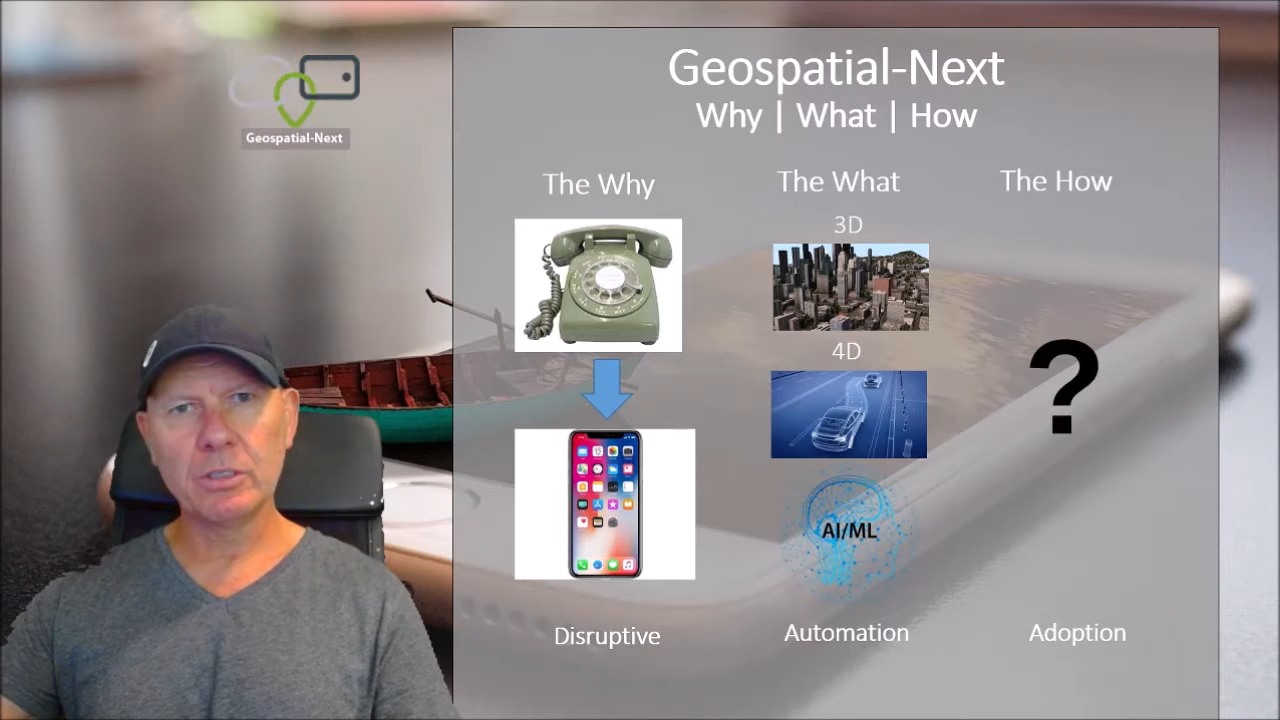 Geospatial-Next
Geospatial-Next
Why | What | How
The Why
The What
The How
3D
4D
?
AI/ML
Disruptive
Automation
Adoption